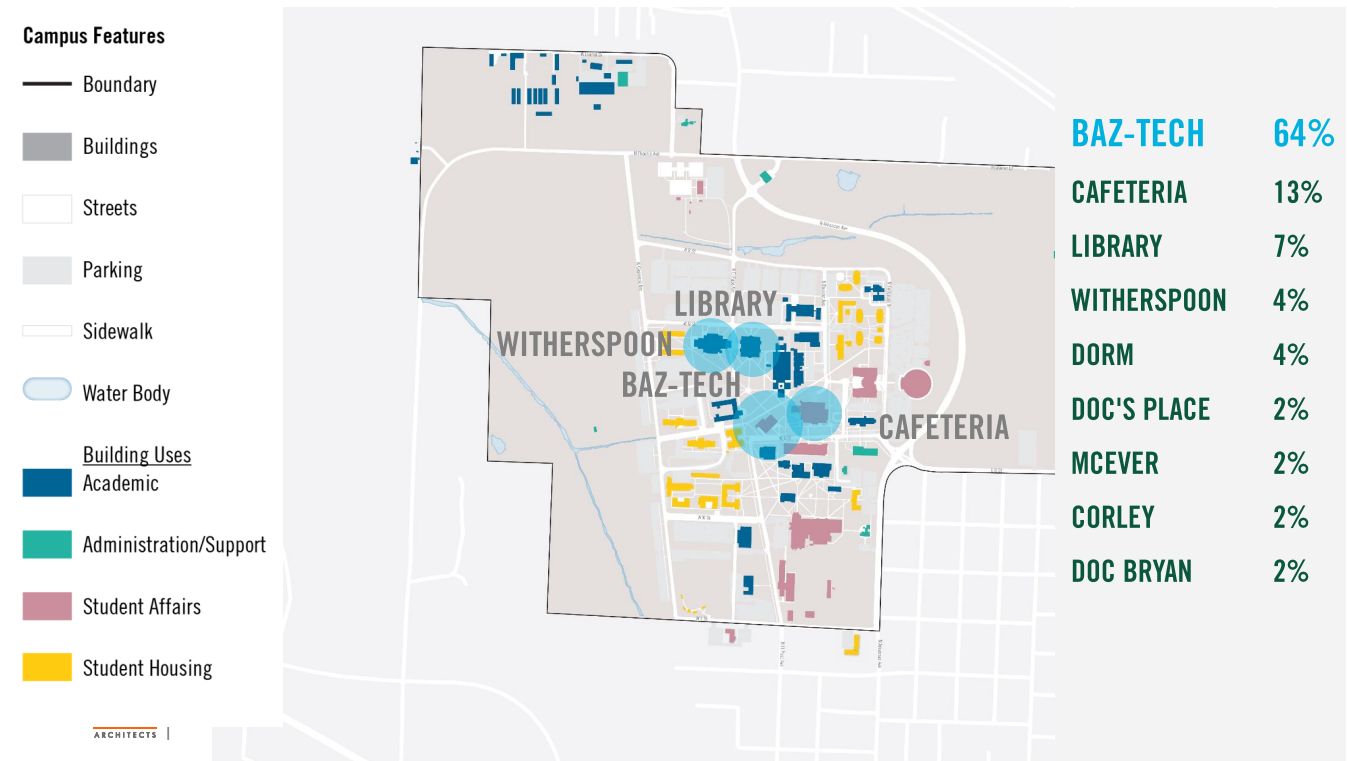 Campus Features
Boundary
Buildings
Streets
Parking
Sidewalk
Water Body
Building Uses
Academic
Administration/Support
Student Affairs
Student Housing
ARCHITECTS |
LIBRARY
WITHERSPOON
BAZ-TECH
CAFETERIA
BAZ-TECH 64%
CAFETERIA 13%
LIBRARY 7%
WITHERSPOON 4%
DORM 4%
DOC'S PLACE 2%
MCEVER 2%
CORLEY 2%
DOC BRYAN 2%